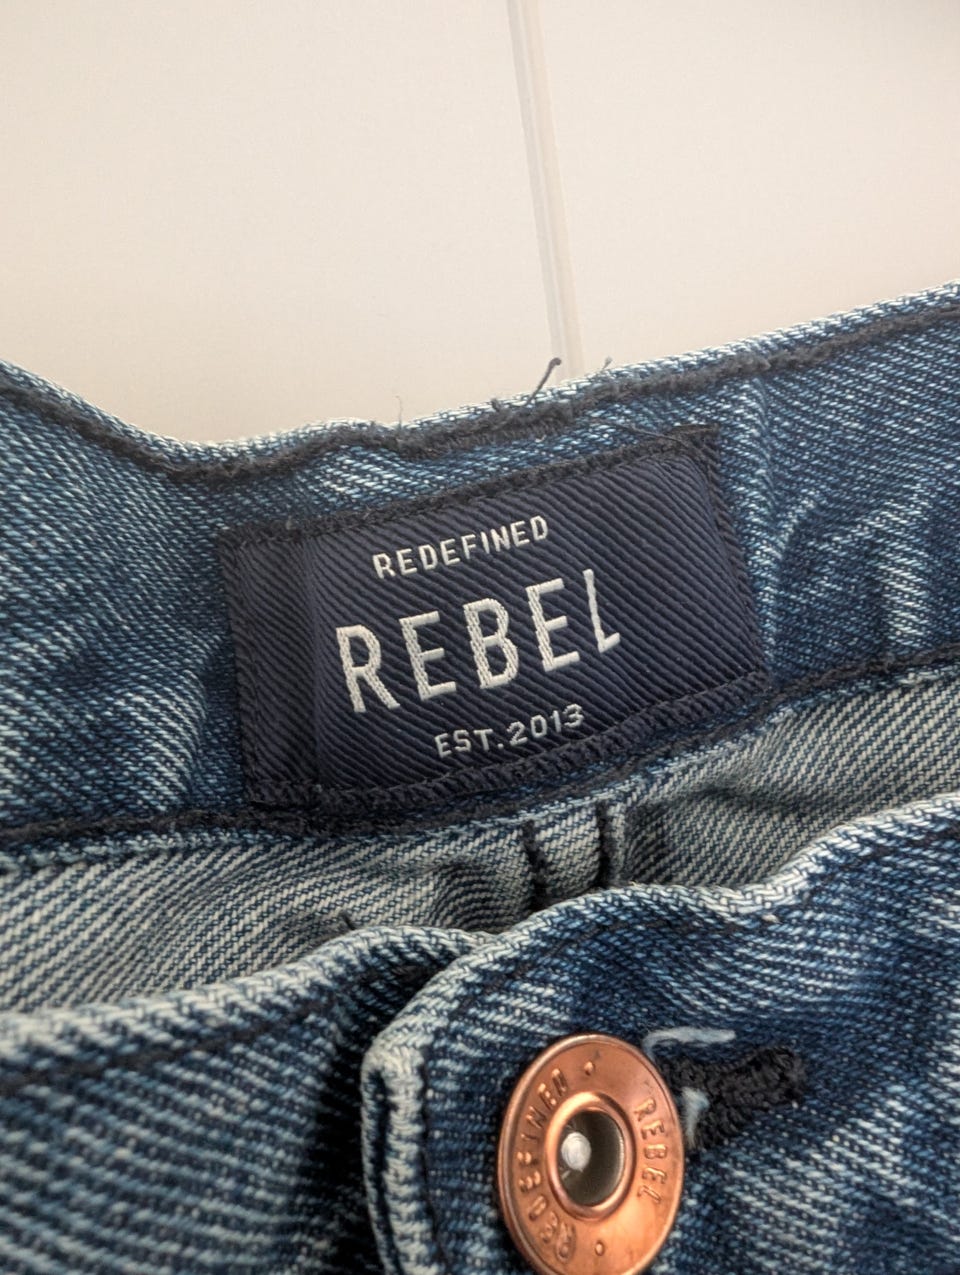 REDEFINED
REBEL
EST. 2013
REDEFINED • REBEL •